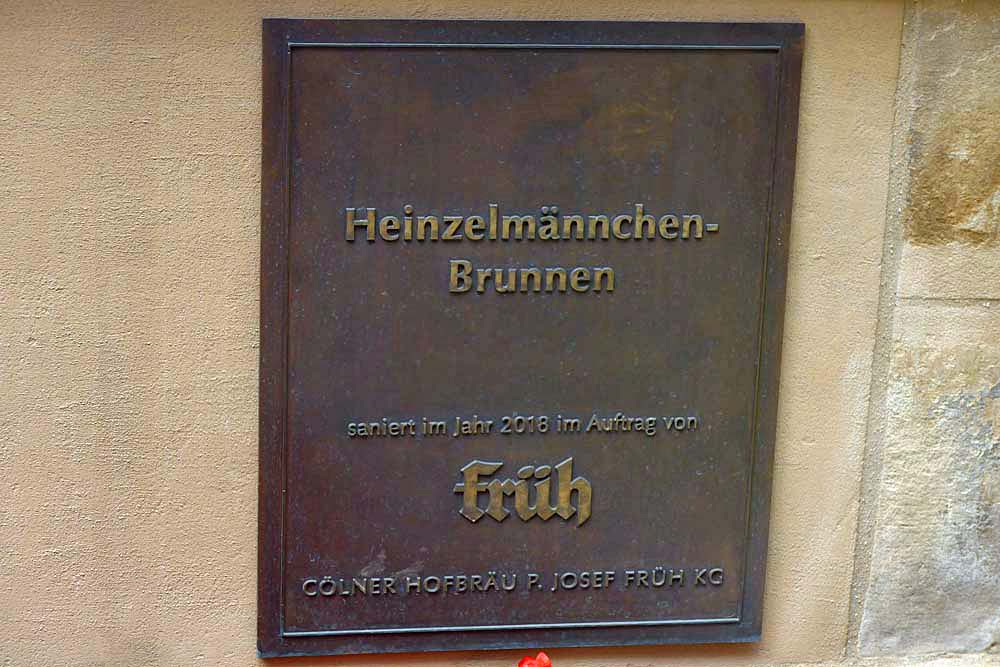 Heinzelmännchen-
Brunnen
saniert im Jahr 2018 im Auftrag von
Früh
CÖLNER HOFBRÄU P. JOSEF FRÜH KG